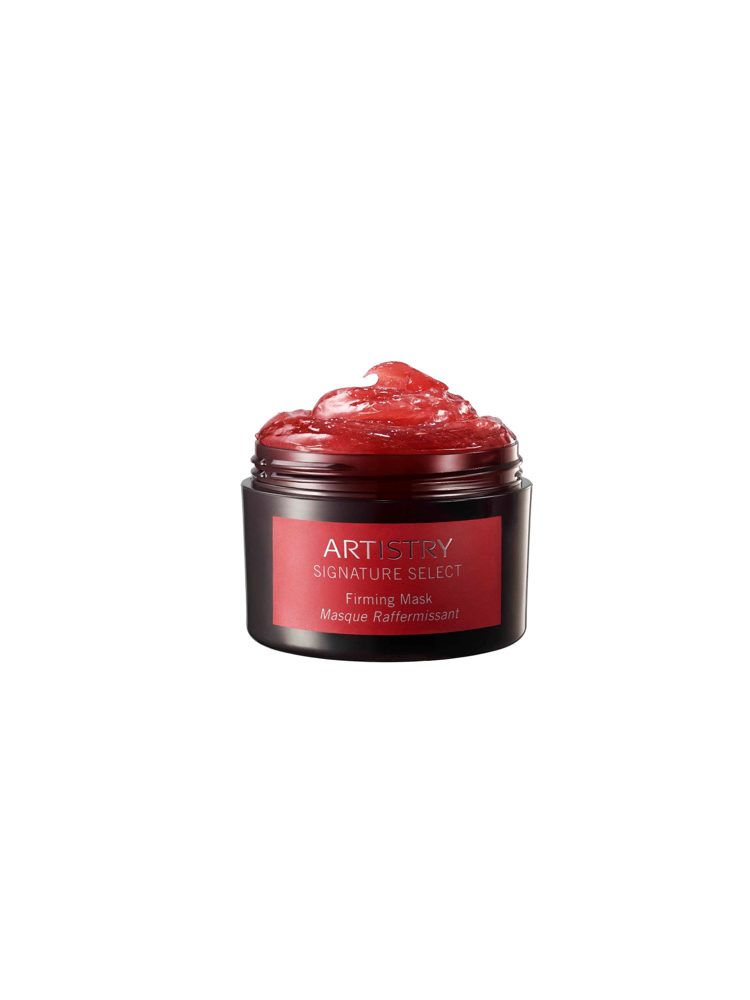 ARTISTRY
SIGNATURE SELECT
Firming Mask
Masque Raffermissant